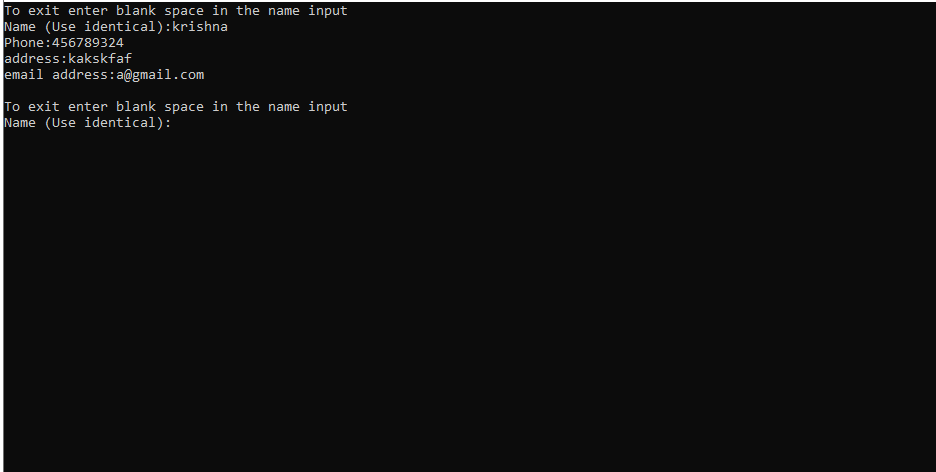 To exit enter blank space in the name input
Name (Use identical):krishna
Phone:456789324
address:kakskfaf
email address:a@gmail.com
To exit enter blank space in the name input
Name (Use identical):